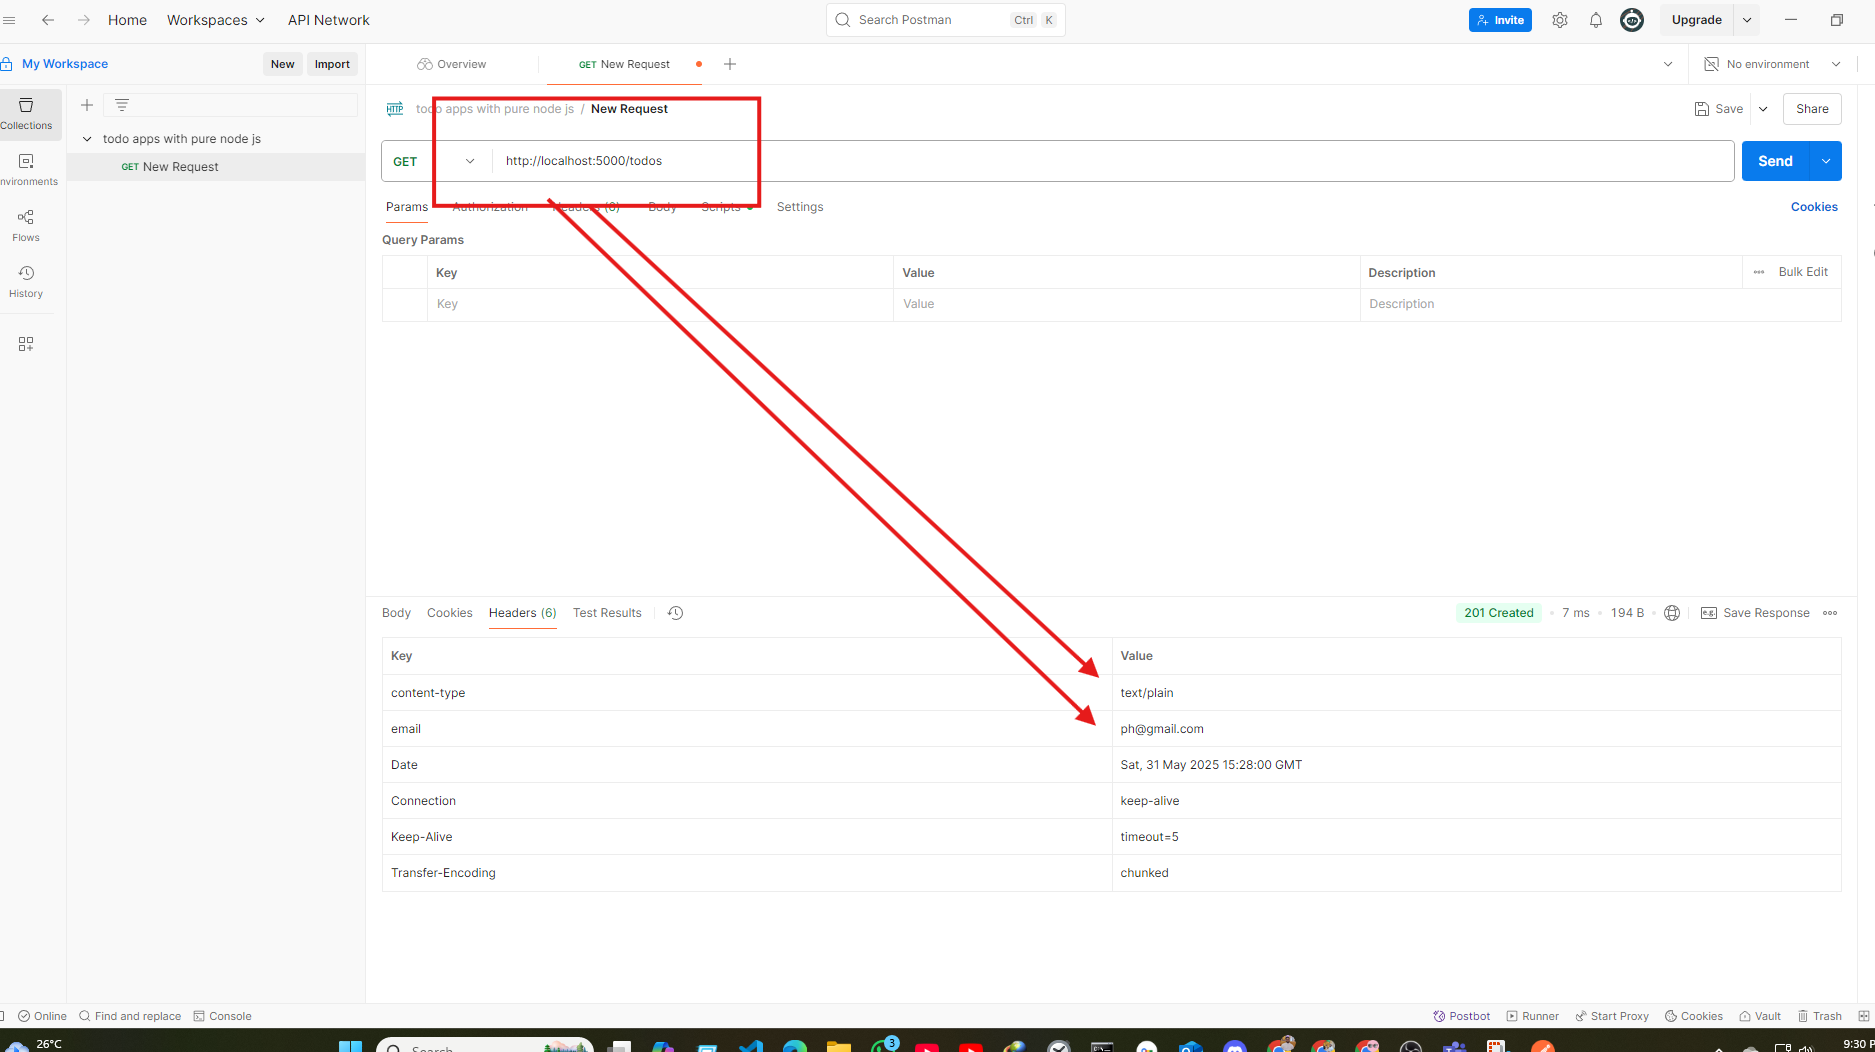 Home Workspaces API Network Search Postman Ctrl K Invite Upgrade
My Workspace New Import Overview GET New Request No environment
Collections
todo apps with pure node js
GET New Request
nvironments
Flows
History
HTTP todo apps with pure node js / New Request Save Share
GET http://localhost:5000/todos Send
Params Authorization Headers (6) Body Scripts Settings Cookies
Query Params
Key Value Description Bulk Edit
Key Value Description
Body Cookies Headers (6) Test Results 201 Created 7 ms 194 B e.g. Save Response
Key Value
content-type text/plain
email ph@gmail.com
Date Sat, 31 May 2025 15:28:00 GMT
Connection keep-alive
Keep-Alive timeout=5
Transfer-Encoding chunked
Online Find and replace Console Postbot Runner Start Proxy Cookies Vault Trash
26°C Search 3 9:30